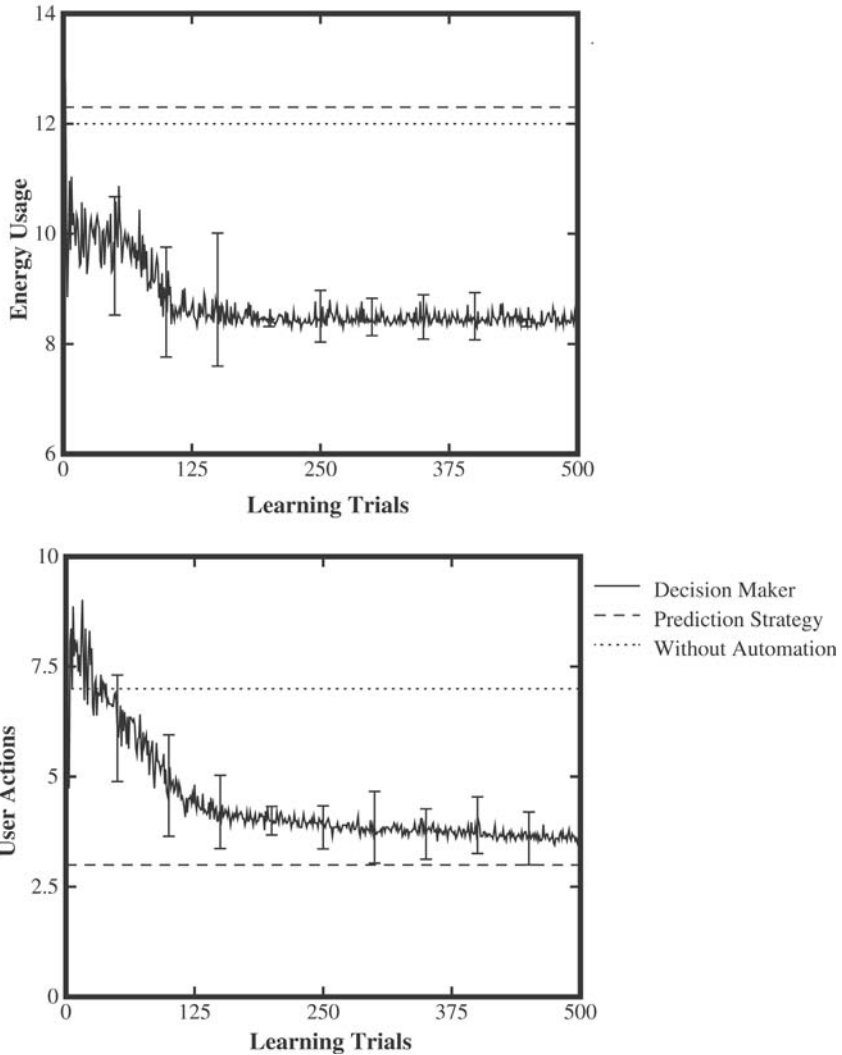 14
12
10
8
6
Energy Usage
0 125 250 375 500
Learning Trials
10
7.5
5
2.5
0
User Actions
0 125 250 375 500
Learning Trials
Decision Maker
Prediction Strategy
Without Automation